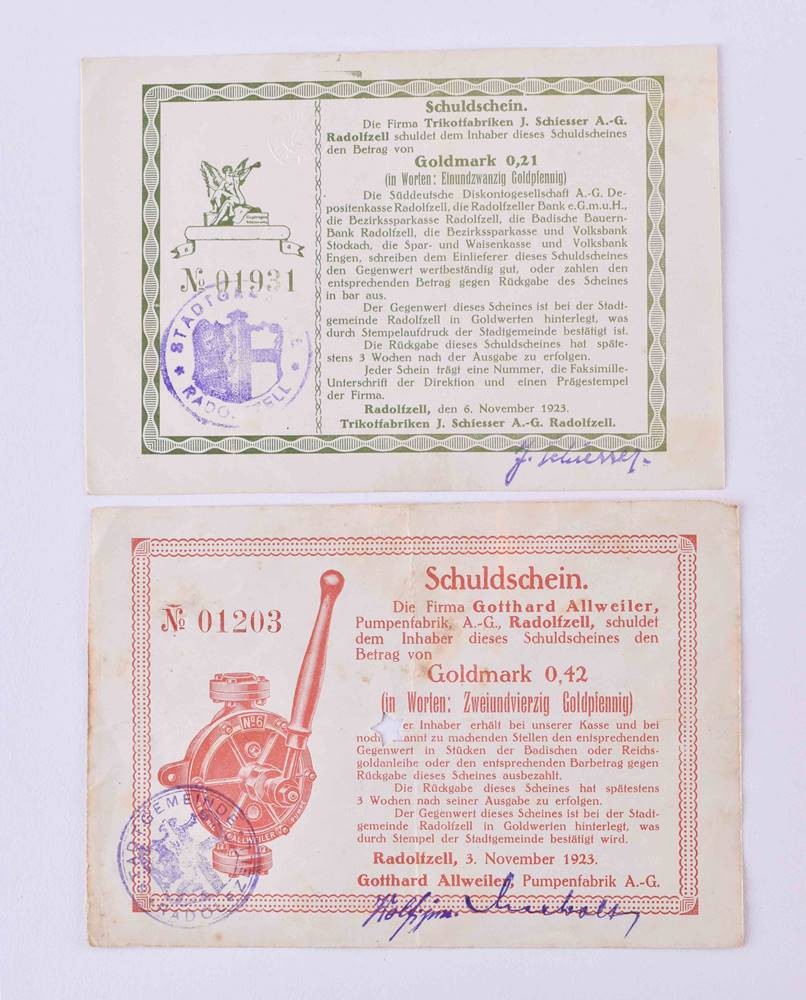 Schuldschein.
Die Firma Trikotfabriken J. Schiesser A.-G.
Radolfzell schuldet dem Inhaber dieses Schuldscheines
den Betrag von
Goldmark 0,21
(in Worten: Einundzwanzig Goldpfennig)
Die Süddeutsche Diskontogesellschaft A.-G. De-
positenkasse Radolfzell, die Radolfzeller Bank e.G.m.u.H.,
die Bezirkssparkasse Radolfzell, die Badische Bauern-
Bank Radolfzell, die Bezirkssparkasse und Volksbank
Stockach, die Spar- und Waisenkasse und Volksbank
Engen, schreiben dem Einlieferer dieses Schuldscheines
den Gegenwert wertbeständig gut, oder zahlen den
entsprechenden Betrag gegen Rückgabe des Scheines
in bar aus.
Der Gegenwert dieses Scheines ist bei der Stadt-
gemeinde Radolfzell in Goldwerten hinterlegt, was
durch Stempelaufdruck der Stadtgemeinde bestätigt ist.
Die Rückgabe dieses Schuldscheines hat späte-
stens 3 Wochen nach der Ausgabe zu erfolgen.
Jeder Schein trägt eine Nummer, die Faksimille-
Unterschrift der Direktion und einen Prägestempel
der Firma.
Radolfzell, den 6. November 1923.
Trikotfabriken J. Schiesser A.-G. Radolfzell.
J. Schiesser
No 01931
Schuldschein.
Die Firma Gotthard Allweiler,
Pumpenfabrik, A.-G., Radolfzell, schuldet
dem Inhaber dieses Schuldscheines den
Betrag von
Goldmark 0,42
(in Worten: Zweiundvierzig Goldpfennig)
er Inhaber erhält bei unserer Kasse und bei
noch annt zu machenden Stellen den entsprechenden
Gegenwert in Stücken der Badischen oder Reichs-
goldanleihe oder den entsprechenden Barbetrag gegen
Rückgabe dieses Scheines ausbezahlt.
Die Rückgabe dieses Scheines hat spätestens
3 Wochen nach seiner Ausgabe zu erfolgen.
Der Gegenwert dieses Scheines ist bei der Stadt-
gemeinde Radolfzell in Goldwerten hinterlegt, was
durch Stempel der Stadtgemeinde bestätigt wird.
Radolfzell, 3. November 1923.
Gotthard Allweiler, Pumpenfabrik A.-G.
No 01203
No 6
ALLWEILER
STADTGEMEINDE